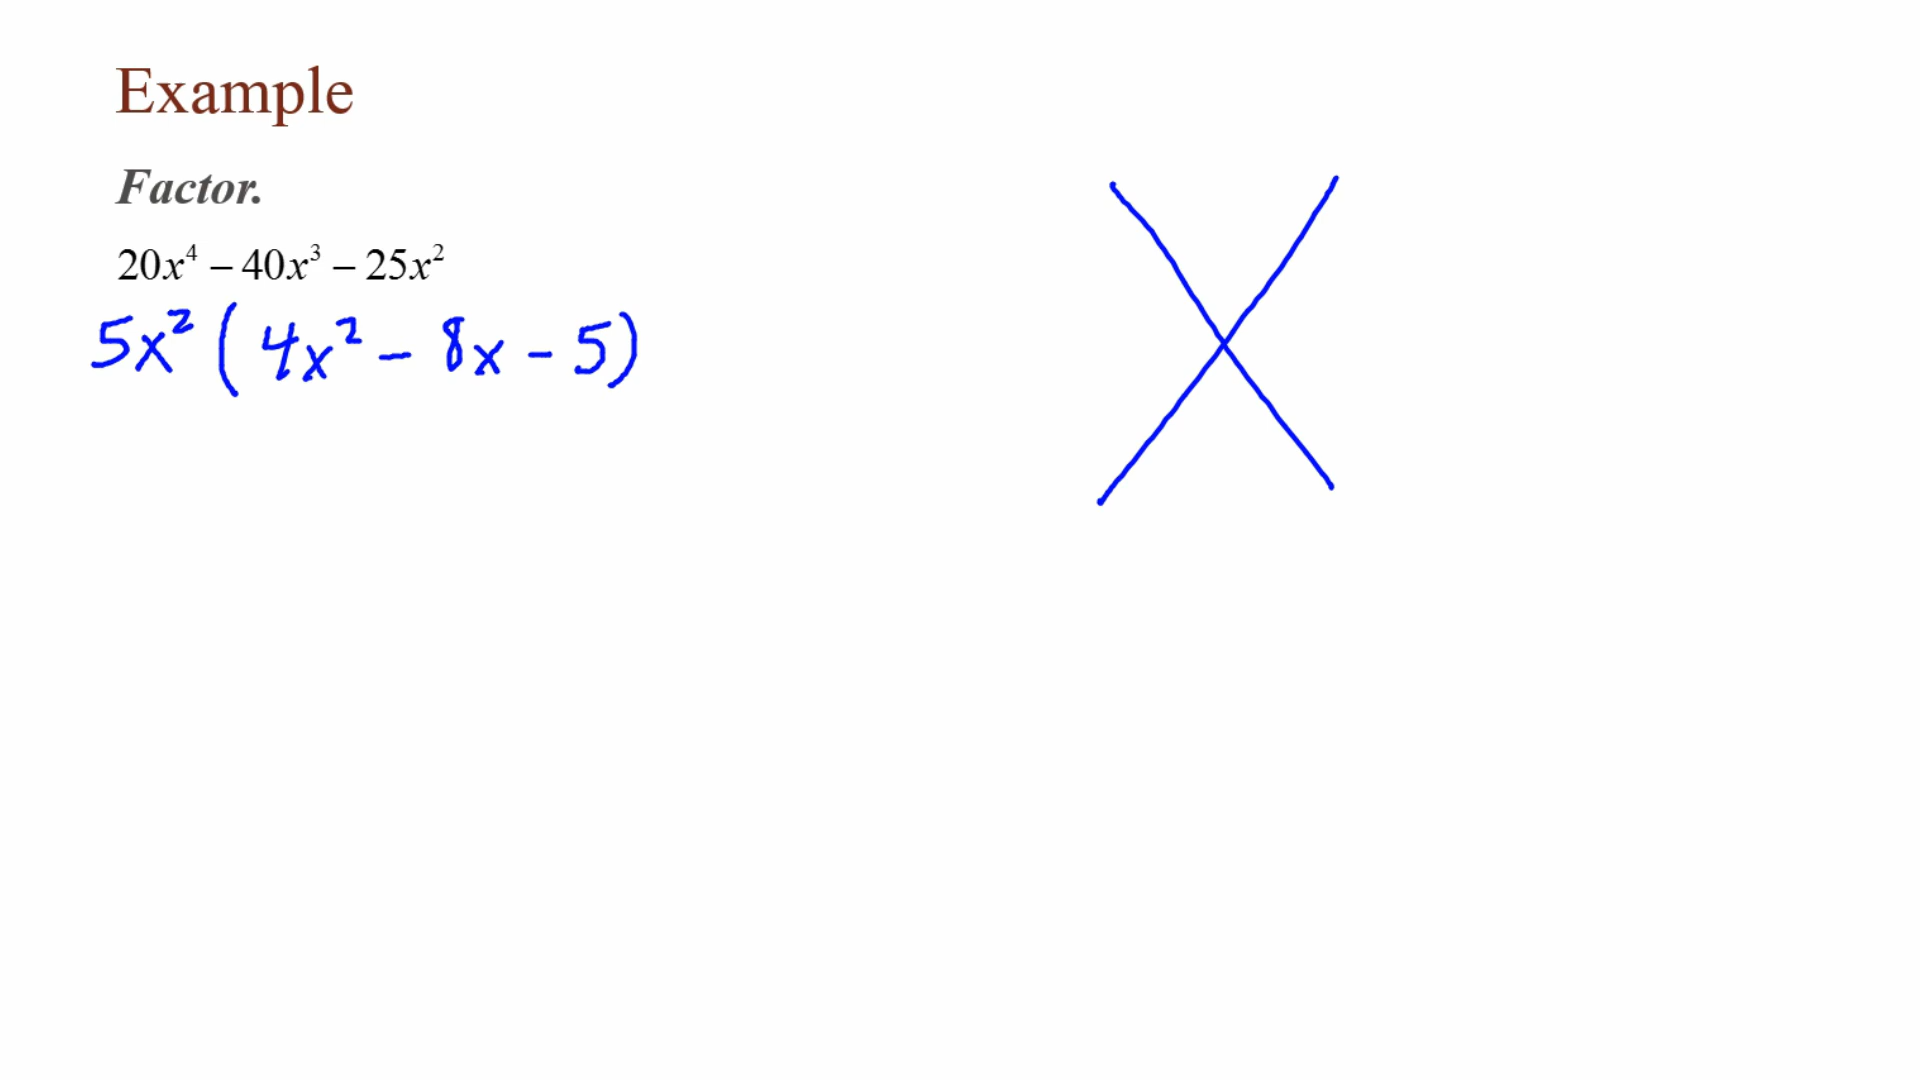 Example
Factor.
20x⁴ – 40x³ – 25x²
5x² ( 4x² – 8x – 5)